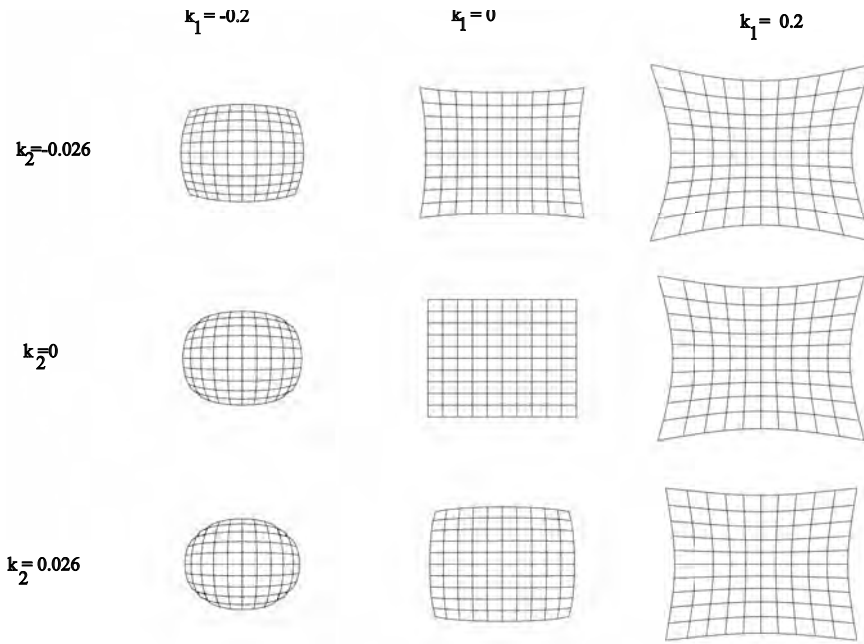 k1 = -0.2
k1 = 0
k1 = 0.2
k2=-0.026
k2=0
k2= 0.026